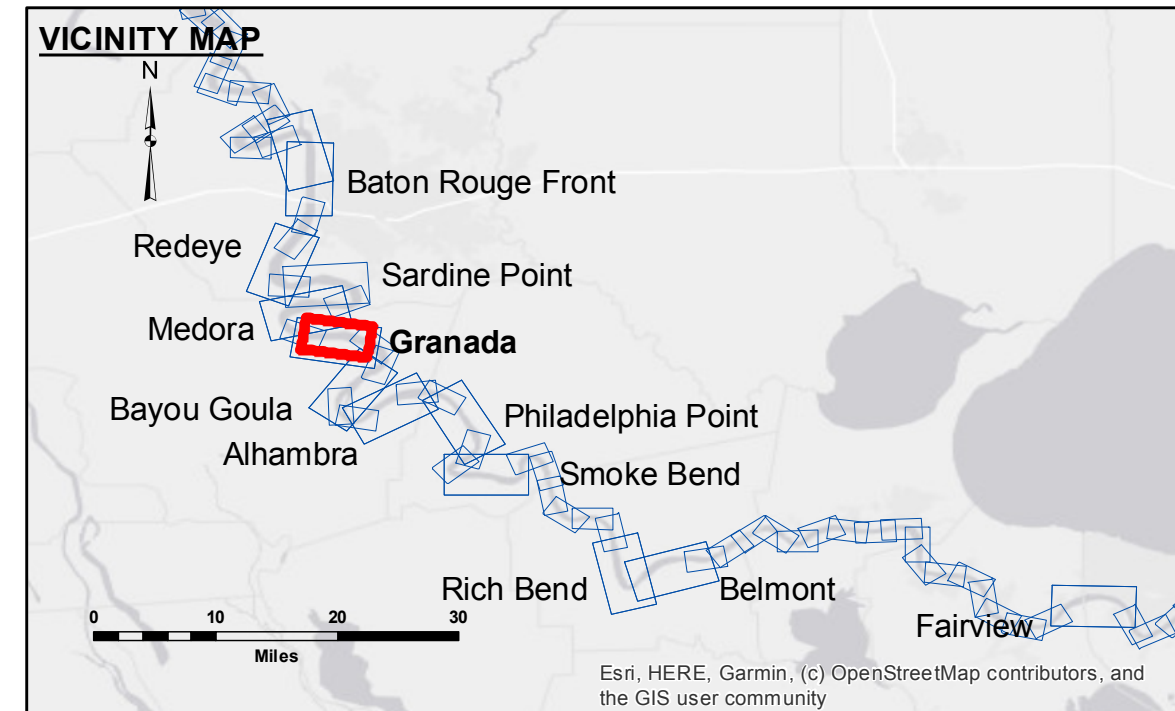 VICINITY MAP
N
Baton Rouge Front
Redeye
Sardine Point
Medora
Granada
Bayou Goula
Philadelphia Point
Alhambra
Smoke Bend
Rich Bend
Belmont
Fairview
0 10 20 30
Miles
Esri, HERE, Garmin, (c) OpenStreetMap contributors, and
the GIS user community